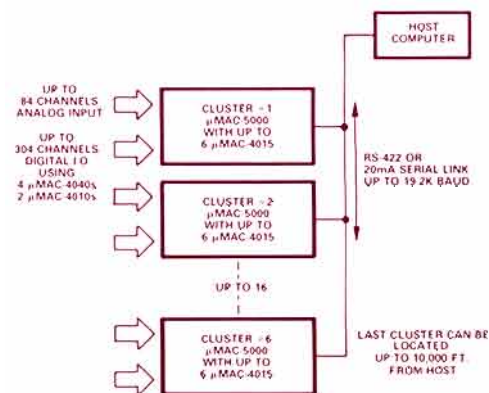 HOST
COMPUTER
UP TO
84 CHANNELS
ANALOG INPUT
UP TO
304 CHANNELS
DIGITAL I/O
USING
4 µMAC-4040s
2 µMAC-4010s
CLUSTER #1
µMAC-5000
WITH UP TO
6 µMAC-4015
CLUSTER #2
µMAC-5000
WITH UP TO
6 µMAC-4015
UP TO 16
CLUSTER #6
µMAC-5000
WITH UP TO
6 µMAC-4015
RS-422 OR
20mA SERIAL LINK
UP TO 19.2K BAUD
LAST CLUSTER CAN BE
LOCATED
UP TO 10,000 FT.
FROM HOST